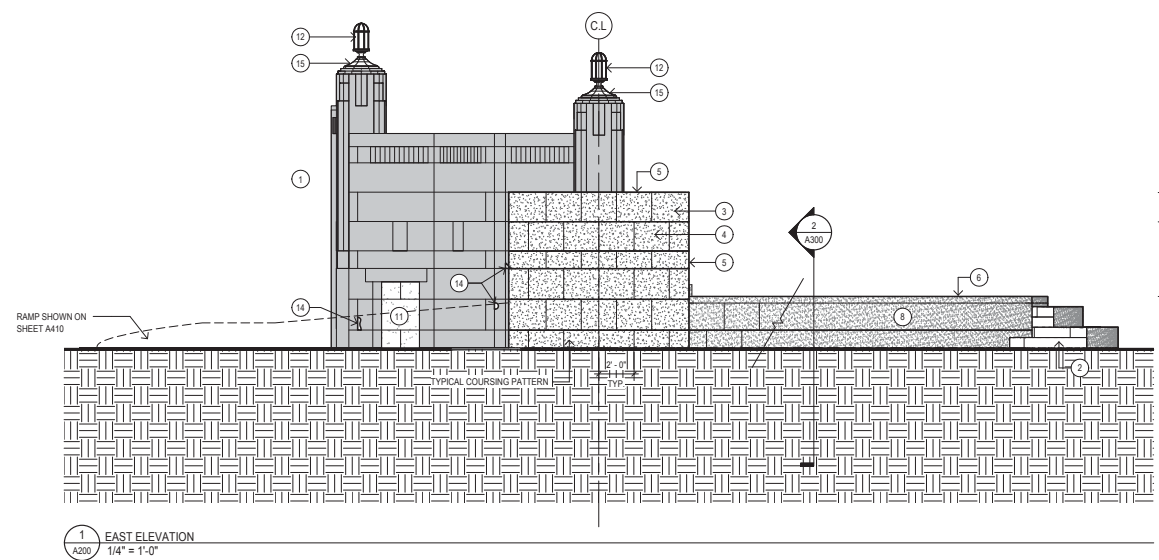 C.L
12
12
15
15
1
5
3
2
A300
4
5
14
6
14
11
8
RAMP SHOWN ON
SHEET A410
2' - 0"
TYP.
TYPICAL COURSING PATTERN
2
1
A200
EAST ELEVATION
1/4" = 1'-0"